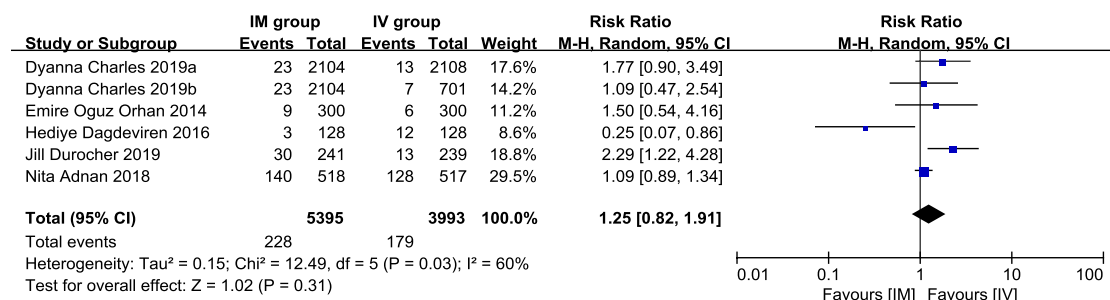 IM group IV group Risk Ratio Risk Ratio
Study or Subgroup Events Total Events Total Weight M-H, Random, 95% CI M-H, Random, 95% CI
Dyanna Charles 2019a 23 2104 13 2108 17.6% 1.77 [0.90, 3.49]
Dyanna Charles 2019b 23 2104 7 701 14.2% 1.09 [0.47, 2.54]
Emire Oguz Orhan 2014 9 300 6 300 11.2% 1.50 [0.54, 4.16]
Hediye Dagdeviren 2016 3 128 12 128 8.6% 0.25 [0.07, 0.86]
Jill Durocher 2019 30 241 13 239 18.8% 2.29 [1.22, 4.28]
Nita Adnan 2018 140 518 128 517 29.5% 1.09 [0.89, 1.34]
Total (95% CI) 5395 3993 100.0% 1.25 [0.82, 1.91]
Total events 228 179
Heterogeneity: Tau² = 0.15; Chi² = 12.49, df = 5 (P = 0.03); I² = 60%
Test for overall effect: Z = 1.02 (P = 0.31)
0.01 0.1 1 10 100
Favours [IM] Favours [IV]